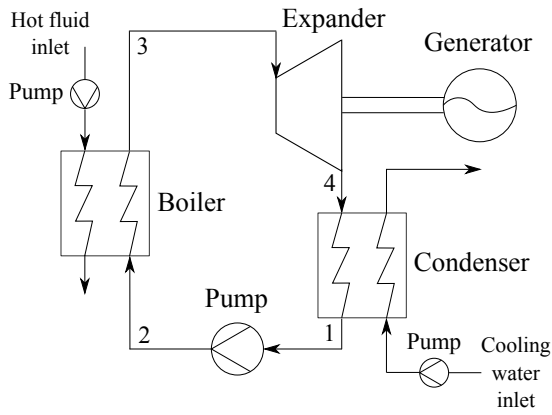 Hot fluid
inlet
Pump
3
Expander
Generator
Boiler
4
Condenser
Pump
2
1
Pump
Cooling
water
inlet